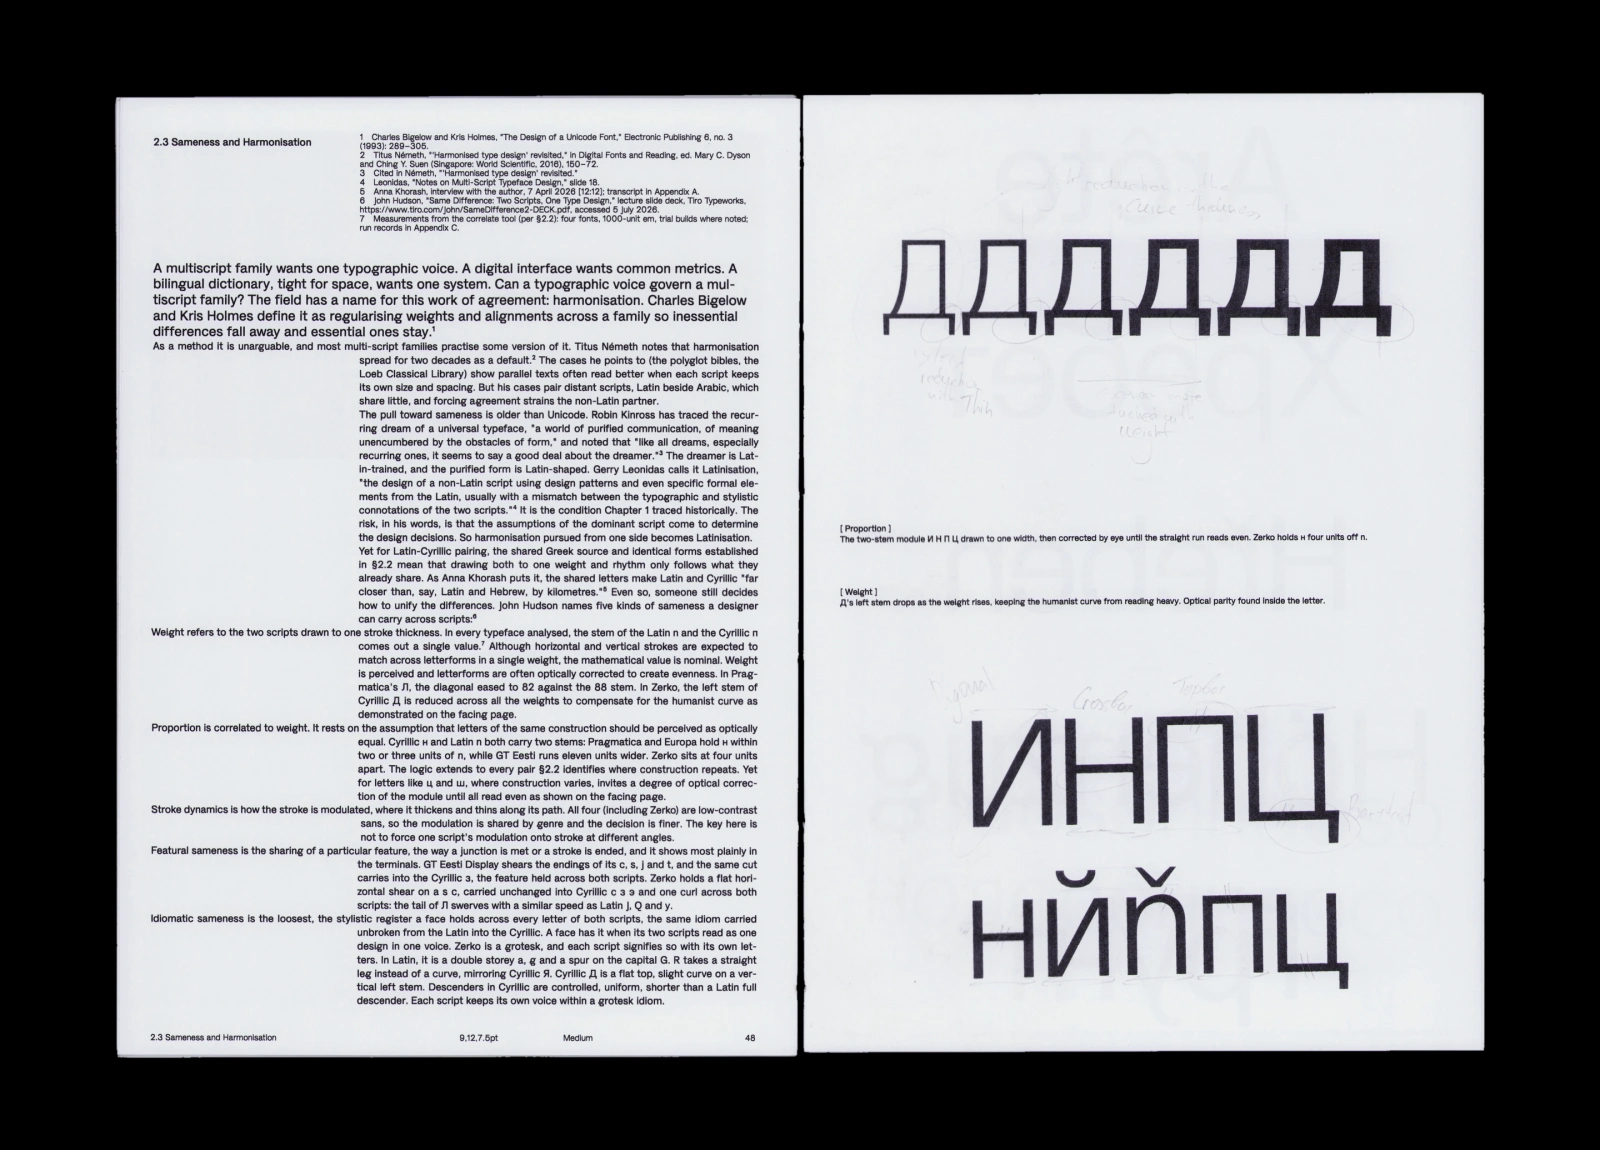 2.3 Sameness and Harmonisation
1 Charles Bigelow and Kris Holmes, "The Design of a Unicode Font," Electronic Publishing 6, no. 3
(1993): 289–305.
2 Titus Németh, "'Harmonised type design' revisited," in Digital Fonts and Reading, ed. Mary C. Dyson
and Ching Y. Suen (Singapore: World Scientific, 2016), 150–72.
3 Cited in Németh, "'Harmonised type design' revisited."
4 Leonidas, "Notes on Multi-Script Typeface Design," slide 18.
5 Anna Khorash, interview with the author, 7 April 2026 [12:12]; transcript in Appendix A.
6 John Hudson, "Same Difference: Two Scripts, One Type Design," lecture slide deck, Tiro Typeworks,
https://www.tiro.com/john/SameDifference2-DECK.pdf, accessed 5 july 2026.
7 Measurements from the correlate tool (per §2.2): four fonts, 1000-unit em, trial builds where noted;
run records in Appendix C.
A multiscript family wants one typographic voice. A digital interface wants common metrics. A
bilingual dictionary, tight for space, wants one system. Can a typographic voice govern a mul-
tiscript family? The field has a name for this work of agreement: harmonisation. Charles Bigelow
and Kris Holmes define it as regularising weights and alignments across a family so inessential
differences fall away and essential ones stay.¹
As a method it is unarguable, and most multi-script families practise some version of it. Titus Németh notes that harmonisation
spread for two decades as a default.² The cases he points to (the polyglot bibles, the
Loeb Classical Library) show parallel texts often read better when each script keeps
its own size and spacing. But his cases pair distant scripts, Latin beside Arabic, which
share little, and forcing agreement strains the non-Latin partner.
The pull toward sameness is older than Unicode. Robin Kinross has traced the recur-
ring dream of a universal typeface, "a world of purified communication, of meaning
unencumbered by the obstacles of form," and noted that "like all dreams, especially
recurring ones, it seems to say a good deal about the dreamer."³ The dreamer is Lat-
in-trained, and the purified form is Latin-shaped. Gerry Leonidas calls it Latinisation,
"the design of a non-Latin script using design patterns and even specific formal ele-
ments from the Latin, usually with a mismatch between the typographic and stylistic
connotations of the two scripts."⁴ It is the condition Chapter 1 traced historically. The
risk, in his words, is that the assumptions of the dominant script come to determine
the design decisions. So harmonisation pursued from one side becomes Latinisation.
Yet for Latin-Cyrillic pairing, the shared Greek source and identical forms established
in §2.2 mean that drawing both to one weight and rhythm only follows what they
already share. As Anna Khorash puts it, the shared letters make Latin and Cyrillic "far
closer than, say, Latin and Hebrew, by kilometres."⁵ Even so, someone still decides
how to unify the differences. John Hudson names five kinds of sameness a designer
can carry across scripts:⁶
Weight refers to the two scripts drawn to one stroke thickness. In every typeface analysed, the stem of the Latin n and the Cyrillic п
comes out a single value.⁷ Although horizontal and vertical strokes are expected to
match across letterforms in a single weight, the mathematical value is nominal. Weight
is perceived and letterforms are often optically corrected to create evenness. In Prag-
matica's Л, the diagonal eased to 82 against the 88 stem. In Zerko, the left stem of
Cyrillic Д is reduced across all the weights to compensate for the humanist curve as
demonstrated on the facing page.
Proportion is correlated to weight. It rests on the assumption that letters of the same construction should be perceived as optically
equal. Cyrillic н and Latin n both carry two stems: Pragmatica and Europa hold н within
two or three units of n, while GT Eesti runs eleven units wider. Zerko sits at four units
apart. The logic extends to every pair §2.2 identifies where construction repeats. Yet
for letters like ц and ш, where construction varies, invites a degree of optical correc-
tion of the module until all read even as shown on the facing page.
Stroke dynamics is how the stroke is modulated, where it thickens and thins along its path. All four (including Zerko) are low-contrast
sans, so the modulation is shared by genre and the decision is finer. The key here is
not to force one script's modulation onto stroke at different angles.
Featural sameness is the sharing of a particular feature, the way a junction is met or a stroke is ended, and it shows most plainly in
the terminals. GT Eesti Display shears the endings of its c, s, j and t, and the same cut
carries into the Cyrillic з, the feature held across both scripts. Zerko holds a flat hori-
zontal shear on a s c, carried unchanged into Cyrillic с з э and one curl across both
scripts: the tail of Л swerves with a similar speed as Latin j, Q and y.
Idiomatic sameness is the loosest, the stylistic register a face holds across every letter of both scripts, the same idiom carried
unbroken from the Latin into the Cyrillic. A face has it when its two scripts read as one
design in one voice. Zerko is a grotesk, and each script signifies so with its own let-
ters. In Latin, it is a double storey a, g and a spur on the capital G. R takes a straight
leg instead of a curve, mirroring Cyrillic Я. Cyrillic Д is a flat top, slight curve on a ver-
tical left stem. Descenders in Cyrillic are controlled, uniform, shorter than a Latin full
descender. Each script keeps its own voice within a grotesk idiom.
2.3 Sameness and Harmonisation 9,12,7.5pt Medium 48
ДДДДДД
with Thin
weight
[ Proportion ]
The two-stem module И Н П Ц drawn to one width, then corrected by eye until the straight run reads even. Zerko holds н four units off n.
[ Weight ]
Д's left stem drops as the weight rises, keeping the humanist curve from reading heavy. Optical parity found inside the letter.
Crossbar
Topbar
ИНПЦ
нйňпц